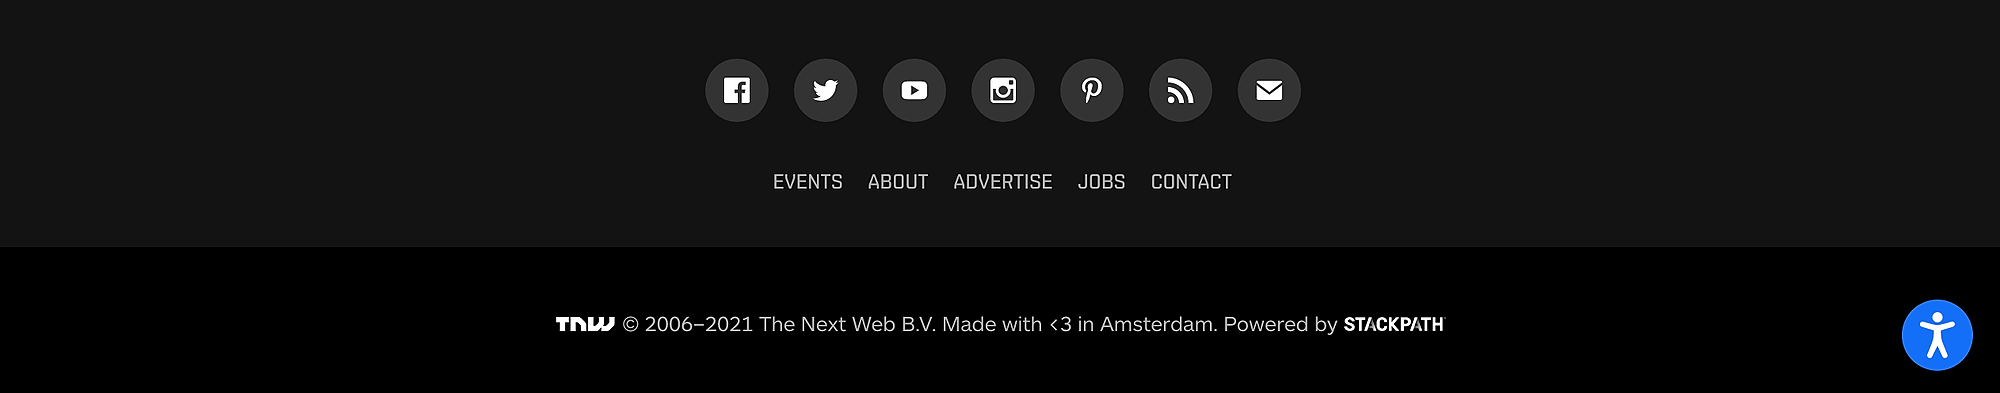 EVENTS ABOUT ADVERTISE JOBS CONTACT
TNW © 2006–2021 The Next Web B.V. Made with <3 in Amsterdam. Powered by STACKPATH